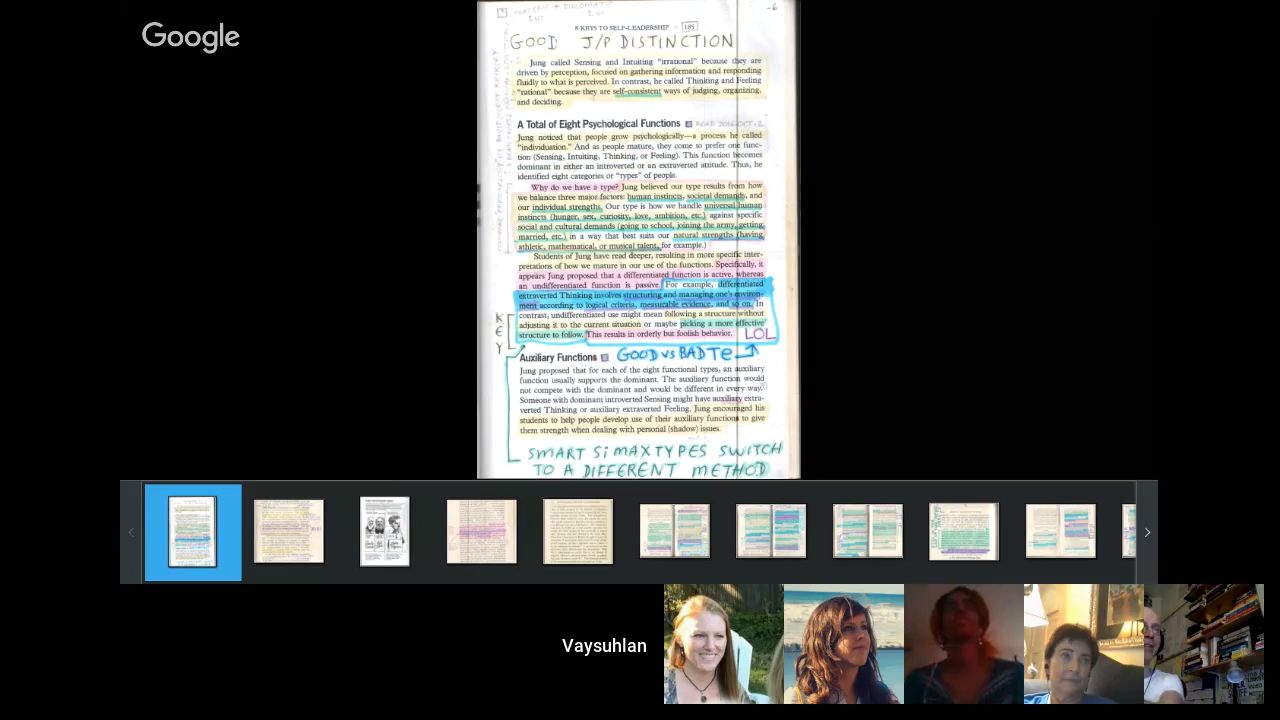 Google
-6
8 KEYS TO SELF-LEADERSHIP 185
GOOD J/P DISTINCTION
Jung called Sensing and Intuiting "irrational" because they are
driven by perception, focused on gathering information and responding
fluidly to what is perceived. In contrast, he called Thinking and Feeling
"rational" because they are self-consistent ways of judging, organizing,
and deciding.
A Total of Eight Psychological Functions READ 2016 OCT. 2
Jung noticed that people grow psychologically—a process he called
"individuation." And as people mature, they come to prefer one func-
tion (Sensing, Intuiting, Thinking, or Feeling). This function becomes
dominant in either an introverted or an extraverted attitude. Thus, he
identified eight categories or "types" of people.
Why do we have a type? Jung believed our type results from how
we balance three major factors: human instincts, societal demands, and
our individual strengths. Our type is how we handle universal human
instincts (hunger, sex, curiosity, love, ambition, etc.) against specific
social and cultural demands (going to school, joining the army, getting
married, etc.) in a way that best suits our natural strengths (having
athletic, mathematical, or musical talent, for example.)
Students of Jung have read deeper, resulting in more specific inter-
pretations of how we mature in our use of the functions. Specifically, it
appears Jung proposed that a differentiated function is active, whereas
an undifferentiated function is passive. For example, differentiated
extraverted Thinking involves structuring and managing one's environ-
ment according to logical criteria, measurable evidence, and so on. In
contrast, undifferentiated use might mean following a structure without
adjusting it to the current situation or maybe picking a more effective
structure to follow. This results in orderly but foolish behavior. LOL
KEY
Auxiliary Functions GOOD VS BAD Te
Jung proposed that for each of the eight functional types, an auxiliary
function usually supports the dominant. The auxiliary function would
not compete with the dominant and would be different in every way.
Someone with dominant introverted Sensing might have auxiliary extra-
verted Thinking or auxiliary extraverted Feeling. Jung encouraged his
students to help people develop use of their auxiliary functions to give
them strength when dealing with personal (shadow) issues.
SMART Si MAX TYPES SWITCH
TO A DIFFERENT METHOD
Vaysuhlan